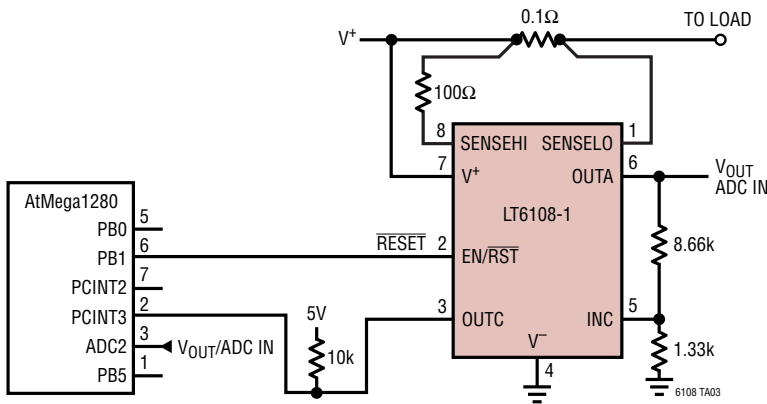 0.1Ω
TO LOAD
V+
100Ω
8 SENSEHI SENSELO 1
7 V+ OUTA 6
VOUT
ADC IN
AtMega1280
LT6108-1
PB0 5
PB1 6
RESET 2 EN/RST
8.66k
PCINT2 7
PCINT3 2
5V
3 OUTC INC 5
ADC2 3
VOUT/ADC IN
10k
V–
1.33k
PB5 1
4
6108 TA03